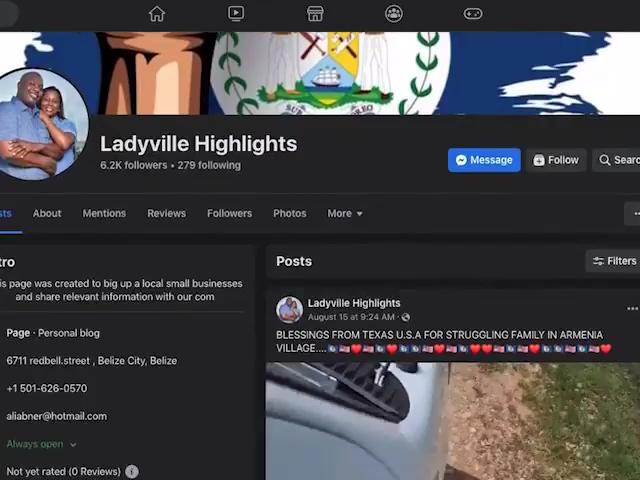 SUB UMBRA FLOREO
Ladyville Highlights
6.2K followers • 279 following
Message
Follow
About
Mentions
Reviews
Followers
Photos
More
is page was created to big up a local small businesses
and share relevant information with our com
Page · Personal blog
6711 redbell.street , Belize City, Belize
+1 501-626-0570
aliabner@hotmail.com
Always open
Not yet rated (0 Reviews)
Posts
Filters
Ladyville Highlights
August 15 at 9:24 AM ·
BLESSINGS FROM TEXAS U.S.A FOR STRUGGLING FAMILY IN ARMENIA
VILLAGE....🇧🇿🇺🇸❤️🇺🇸🇧🇿❤️🇧🇿🇺🇸❤️🇺🇸🇧🇿❤️❤️🇺🇸🇧🇿❤️🇺🇸🇧🇿🇺🇸🇧🇿🇺🇸❤️